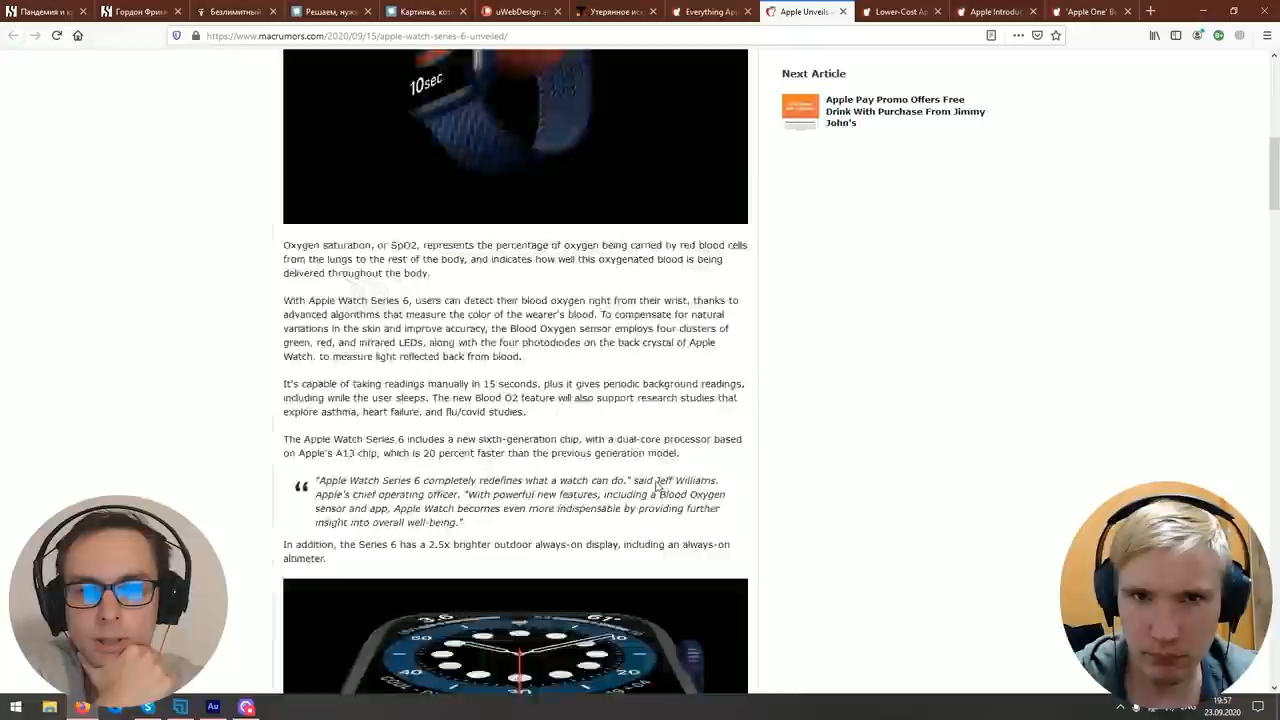 Пандемия к
Гордон Фрим
Безлимитный
Решаем, нуже
Картинка, кот
uWebDesign
Утерянное исс
Everything App
Apple Unveils
Lower-Cost Ap
Apple Introdu
'Apple One' Bu
https://www.macrumors.com/2020/09/15/apple-watch-series-6-unveiled/
10sec
Next Article
Apple Pay Promo Offers Free
Drink With Purchase From Jimmy
John's
Oxygen saturation, or SpO2, represents the percentage of oxygen being carried by red blood cells
from the lungs to the rest of the body, and indicates how well this oxygenated blood is being
delivered throughout the body.
With Apple Watch Series 6, users can detect their blood oxygen right from their wrist, thanks to
advanced algorithms that measure the color of the wearer's blood. To compensate for natural
variations in the skin and improve accuracy, the Blood Oxygen sensor employs four clusters of
green, red, and infrared LEDs, along with the four photodiodes on the back crystal of Apple
Watch, to measure light reflected back from blood.
It's capable of taking readings manually in 15 seconds, plus it gives periodic background readings,
including while the user sleeps. The new Blood O2 feature will also support research studies that
explore asthma, heart failure, and flu/covid studies.
The Apple Watch Series 6 includes a new sixth-generation chip, with a dual-core processor based
on Apple's A13 chip, which is 20 percent faster than the previous generation model.
"Apple Watch Series 6 completely redefines what a watch can do," said Jeff Williams,
Apple's chief operating officer. "With powerful new features, including a Blood Oxygen
sensor and app, Apple Watch becomes even more indispensable by providing further
insight into overall well-being."
In addition, the Series 6 has a 2.5x brighter outdoor always-on display, including an always-on
altimeter.
60
10
20
40
Au
ENG
19:57
23.09.2020